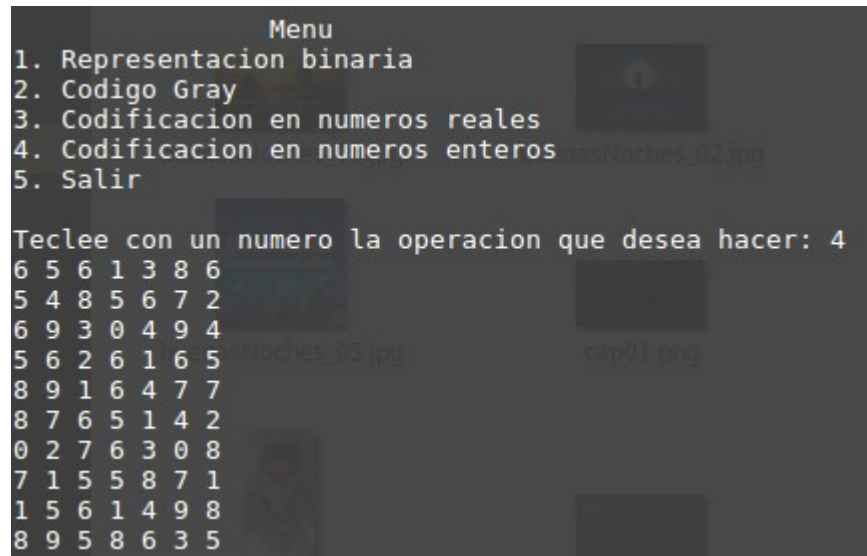 Menu
1. Representacion binaria
2. Codigo Gray
3. Codificacion en numeros reales
4. Codificacion en numeros enteros
5. Salir
Teclee con un numero la operacion que desea hacer: 4
6 5 6 1 3 8 6
5 4 8 5 6 7 2
6 9 3 0 4 9 4
5 6 2 6 1 6 5
8 9 1 6 4 7 7
8 7 6 5 1 4 2
0 2 7 6 3 0 8
7 1 5 5 8 7 1
1 5 6 1 4 9 8
8 9 5 8 6 3 5
cap01.png